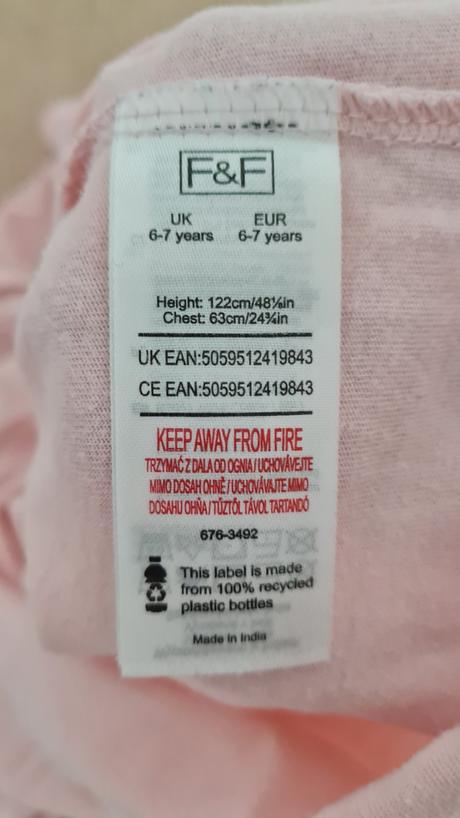 F&F
UK EUR
6-7 years 6-7 years
Height: 122cm/48¼in
Chest: 63cm/24¾in
UK EAN:5059512419843
CE EAN:5059512419843
KEEP AWAY FROM FIRE
TRZYMAĆ Z DALA OD OGNIA / UCHOVÁVEJTE
MIMO DOSAH OHNĚ / UCHOVÁVAJTE MIMO
DOSAHU OHŇA / TŰZTŐL TÁVOL TARTANDÓ
676-3492
This label is made
from 100% recycled
plastic bottles
Made in India